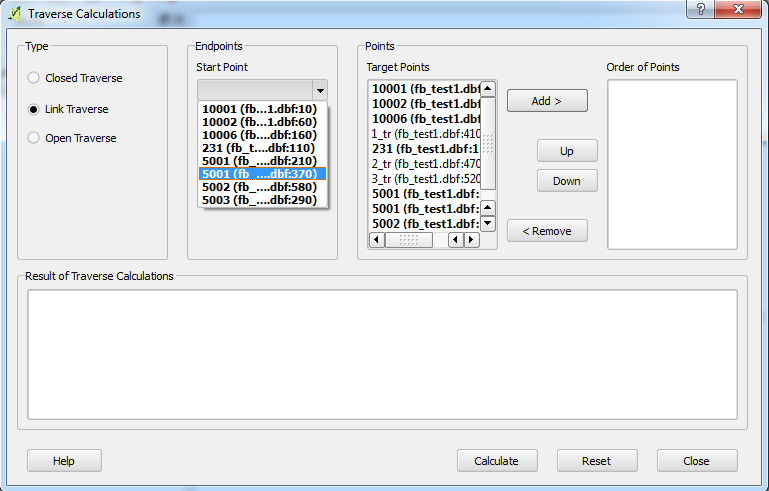 Traverse Calculations
?
Type
Closed Traverse
Link Traverse
Open Traverse
Endpoints
Start Point
10001 (fb...1.dbf:10)
10002 (fb...1.dbf:60)
10006 (fb....dbf:160)
231 (fb_t....dbf:110)
5001 (fb_....dbf:210)
5001 (fb_....dbf:370)
5002 (fb_....dbf:580)
5003 (fb_....dbf:290)
Points
Target Points
10001 (fb_test1.dbf
10002 (fb_test1.dbf
10006 (fb_test1.dbf
1_tr (fb_test1.dbf:410
231 (fb_test1.dbf:1
2_tr (fb_test1.dbf:470
3_tr (fb_test1.dbf:520
5001 (fb_test1.dbf:
5001 (fb_test1.dbf:
5002 (fb_test1.dbf:
Add >
Up
Down
< Remove
Order of Points
Result of Traverse Calculations
Help
Calculate
Reset
Close